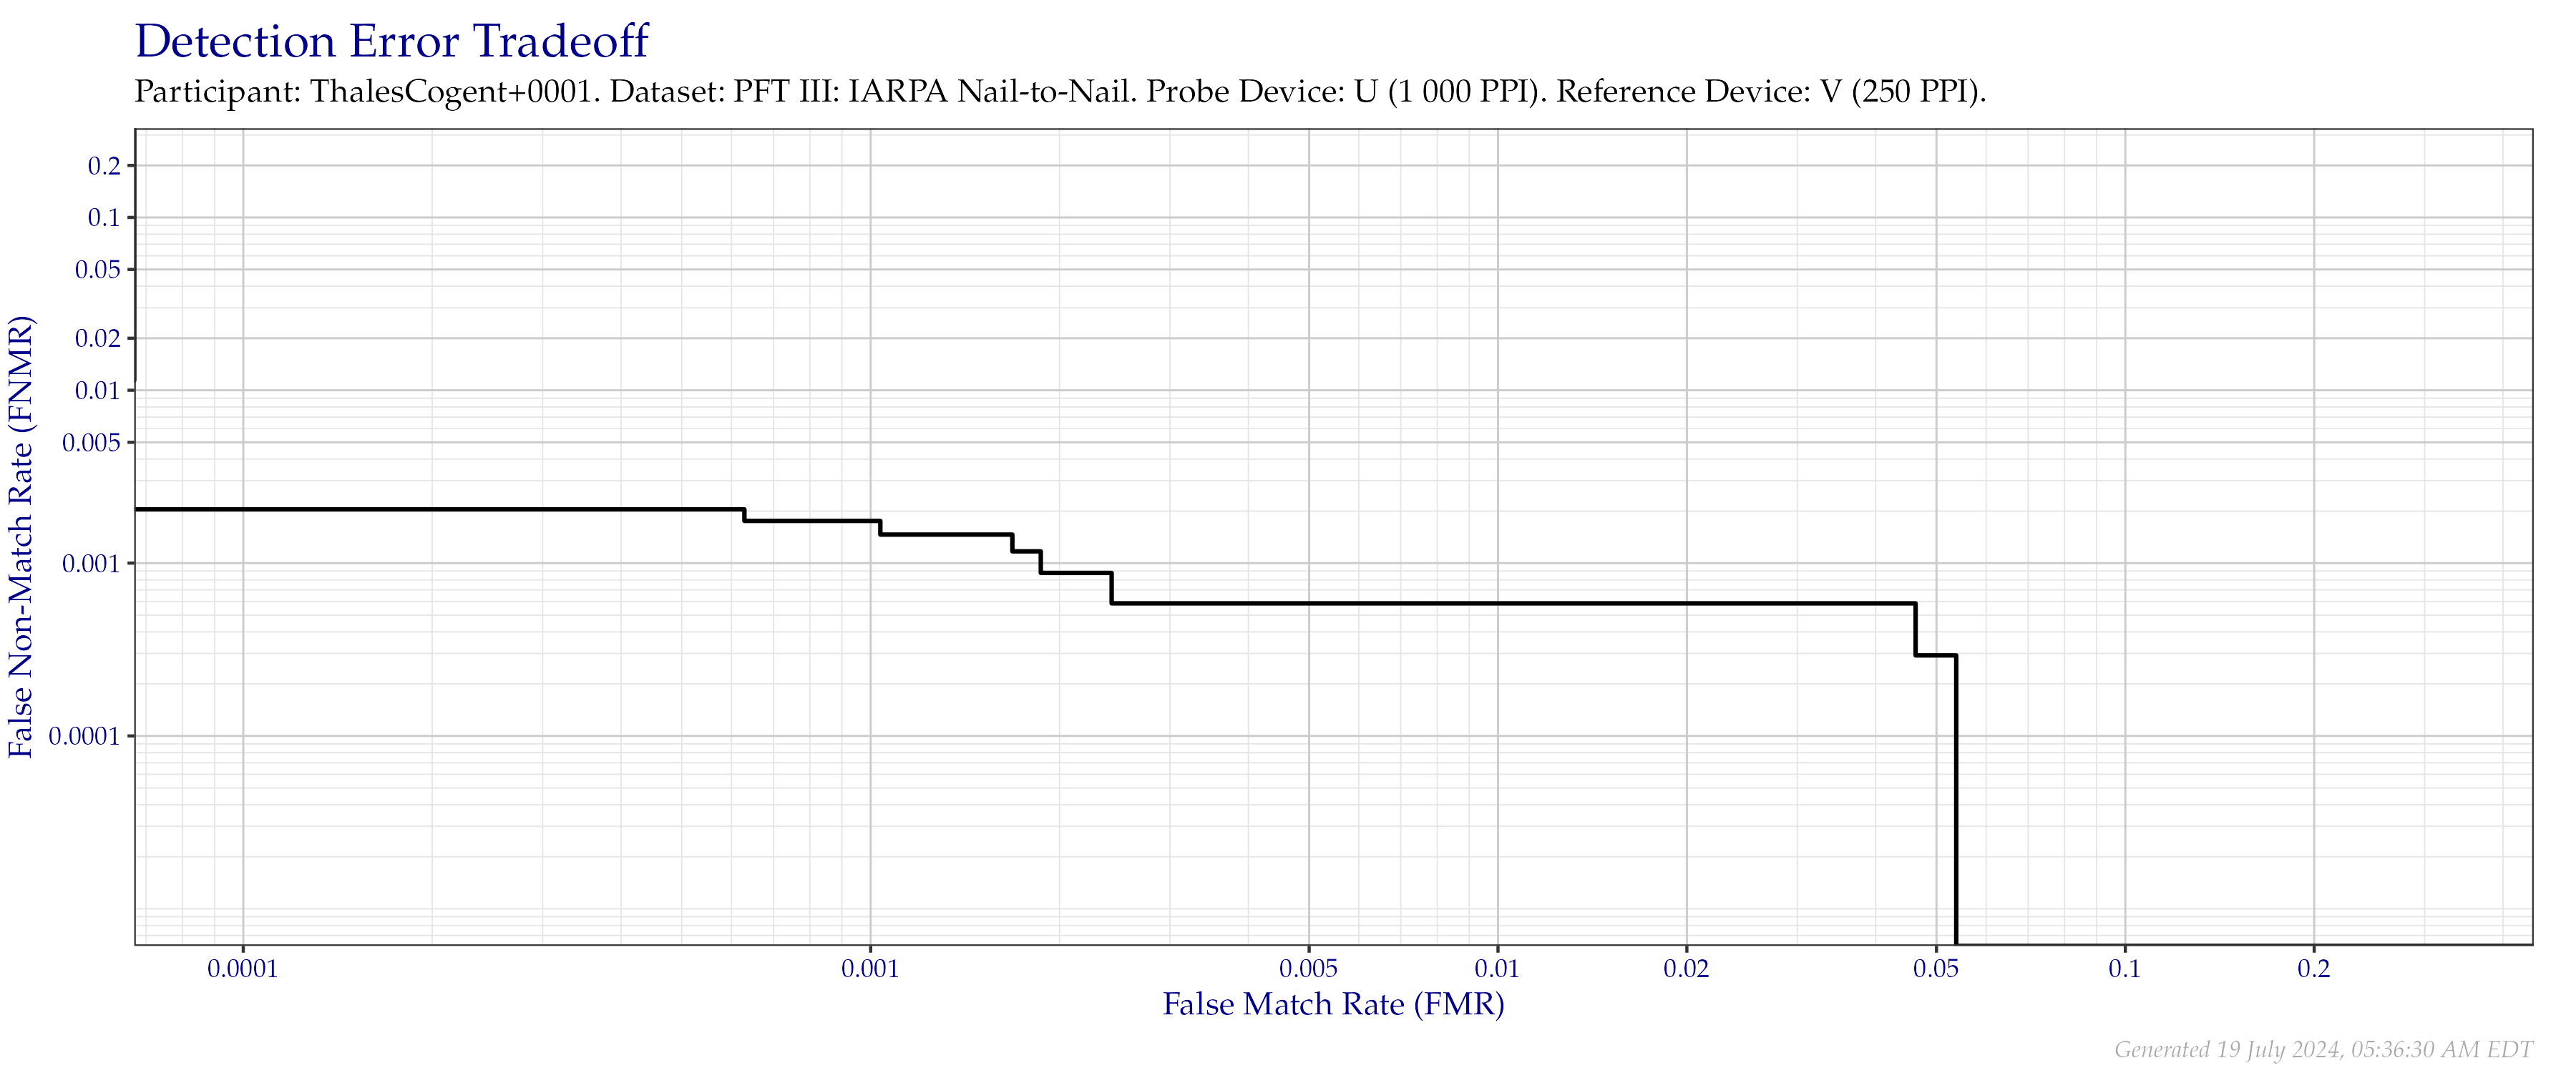 Detection Error Tradeoff
Participant: ThalesCogent+0001. Dataset: PFT III: IARPA Nail-to-Nail. Probe Device: U (1 000 PPI). Reference Device: V (250 PPI).
False Non-Match Rate (FNMR)
0.2
0.1
0.05
0.02
0.01
0.005
0.001
0.0001
0.0001 0.001 0.005 0.01 0.02 0.05 0.1 0.2
False Match Rate (FMR)
Generated 19 July 2024, 05:36:30 AM EDT